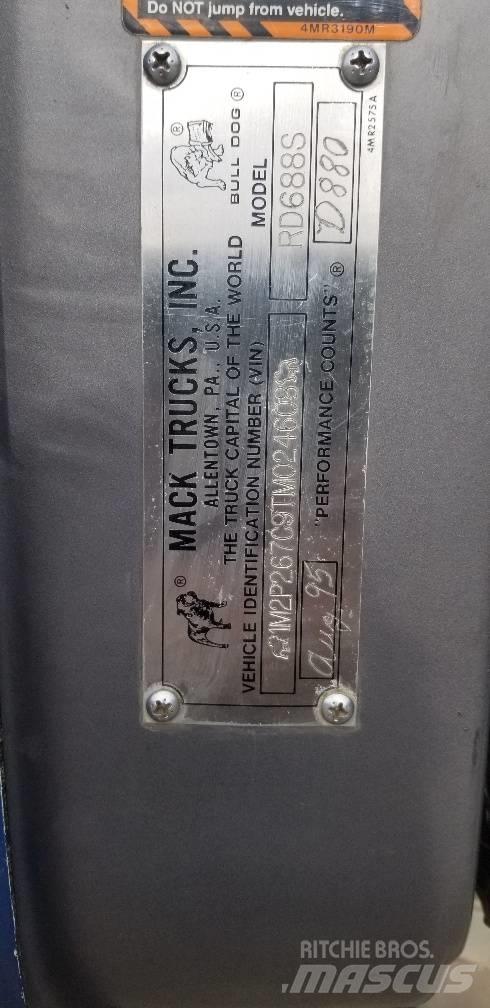 Do NOT jump from vehicle.
4MR3190M
MACK TRUCKS, INC.
ALLENTOWN, PA., U.S.A.
THE TRUCK CAPITAL OF THE WORLD
BULL DOG ®
VEHICLE IDENTIFICATION NUMBER (VIN)
MODEL
RD688S
Aug. 95
"PERFORMANCE COUNTS" ®
D880
4MR2575A
RITCHIE BROS.
MASCUS